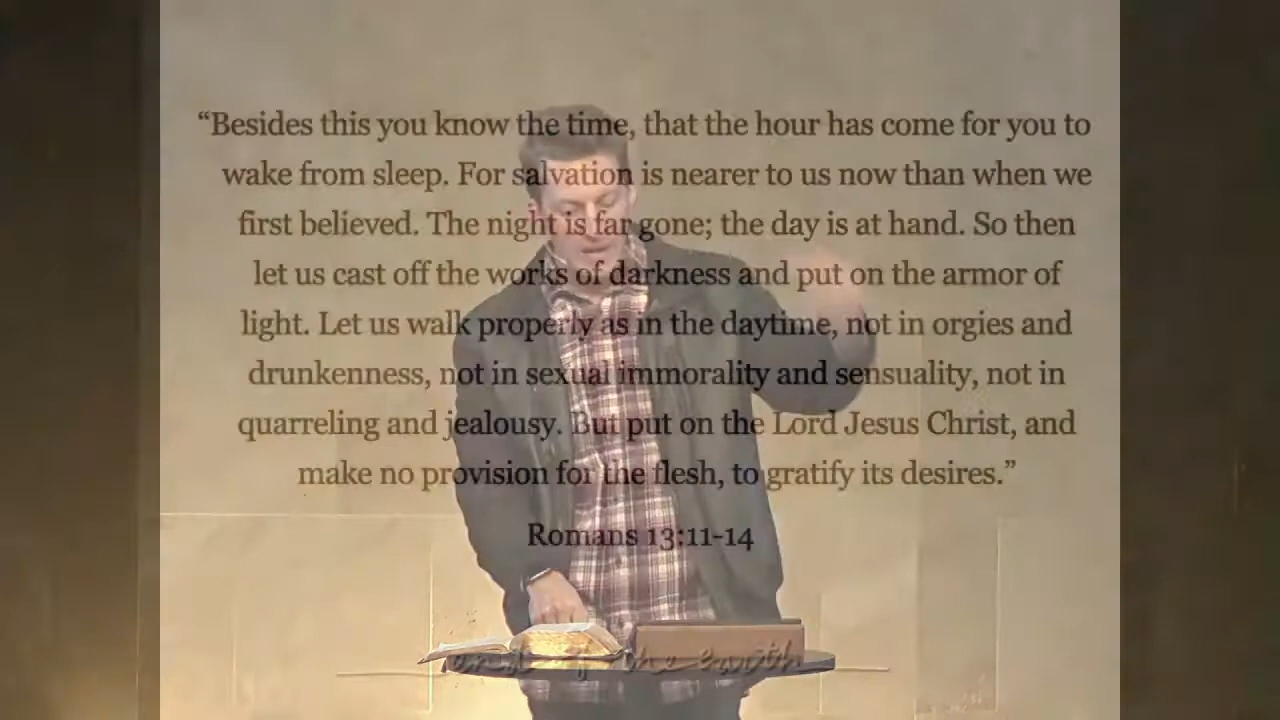 “Besides this you know the time, that the hour has come for you to
wake from sleep. For salvation is nearer to us now than when we
first believed. The night is far gone; the day is at hand. So then
let us cast off the works of darkness and put on the armor of
light. Let us walk properly as in the daytime, not in orgies and
drunkenness, not in sexual immorality and sensuality, not in
quarreling and jealousy. But put on the Lord Jesus Christ, and
make no provision for the flesh, to gratify its desires.”
Romans 13:11-14
end of the earth